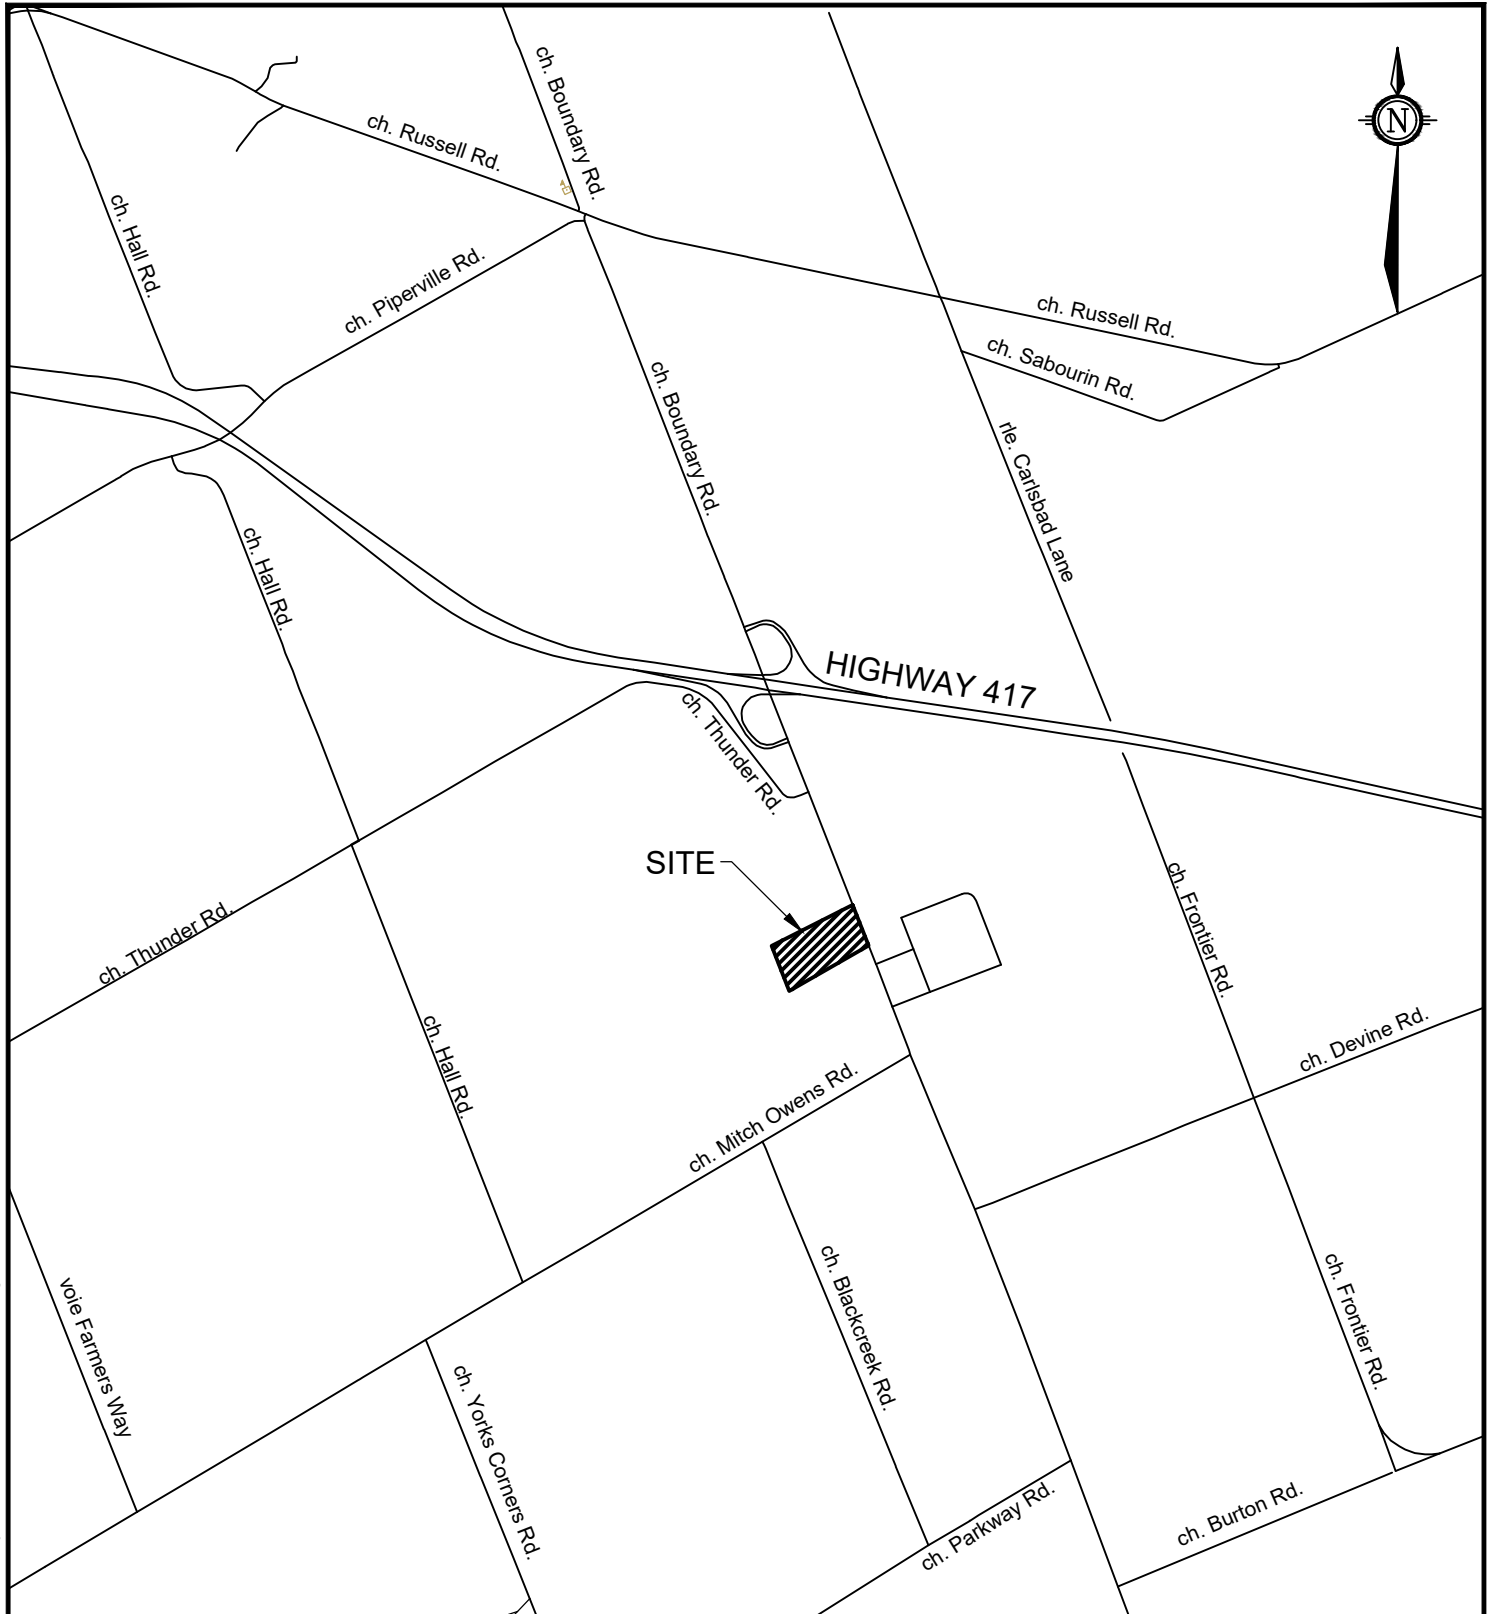 ch. Boundary Rd.
N
ch. Russell Rd.
ch. Hall Rd.
ch. Piperville Rd.
ch. Russell Rd.
ch. Sabourin Rd.
ch. Boundary Rd.
rle. Carlsbad Lane
ch. Hall Rd.
HIGHWAY 417
ch. Thunder Rd.
SITE
ch. Thunder Rd.
ch. Frontier Rd.
ch. Hall Rd.
ch. Devine Rd.
ch. Mitch Owens Rd.
voie Farmers Way
ch. Blackcreek Rd.
ch. Frontier Rd.
ch. Yorks Corners Rd.
ch. Parkway Rd.
ch. Burton Rd.